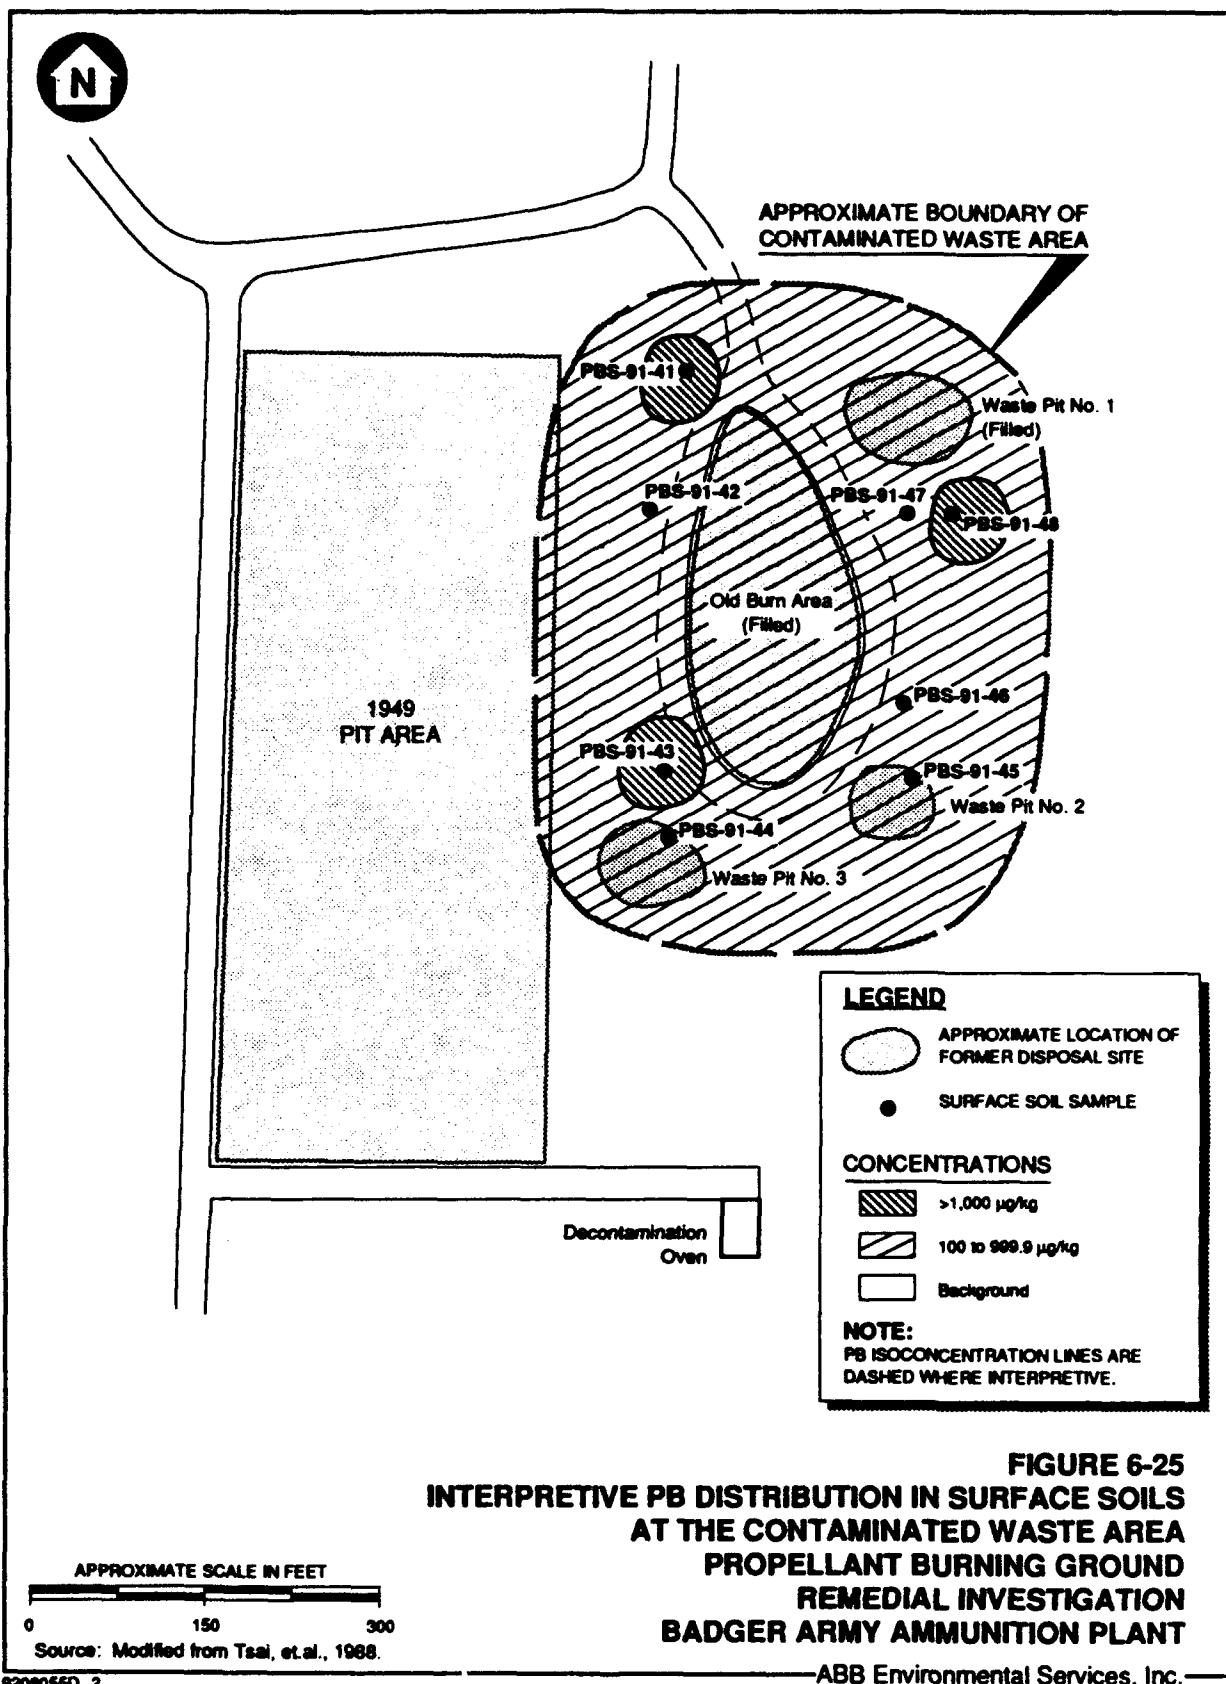 N
APPROXIMATE BOUNDARY OF
CONTAMINATED WASTE AREA
PBS-91-41
Waste Pit No. 1
(Filled)
PBS-91-42
PBS-91-47
PBS-91-48
Old Burn Area
(Filled)
PBS-91-46
1949
PIT AREA
PBS-91-43
PBS-91-45
Waste Pit No. 2
PBS-91-44
Waste Pit No. 3
LEGEND
APPROXIMATE LOCATION OF
FORMER DISPOSAL SITE
SURFACE SOIL SAMPLE
CONCENTRATIONS
>1,000 µg/kg
100 to 999.9 µg/kg
Background
NOTE:
PB ISOCONCENTRATION LINES ARE
DASHED WHERE INTERPRETIVE.
Decontamination
Oven
FIGURE 6-25
INTERPRETIVE PB DISTRIBUTION IN SURFACE SOILS
AT THE CONTAMINATED WASTE AREA
PROPELLANT BURNING GROUND
REMEDIAL INVESTIGATION
BADGER ARMY AMMUNITION PLANT
APPROXIMATE SCALE IN FEET
0 150 300
Source: Modified from Tsai, et.al., 1988.
ABB Environmental Services, Inc.